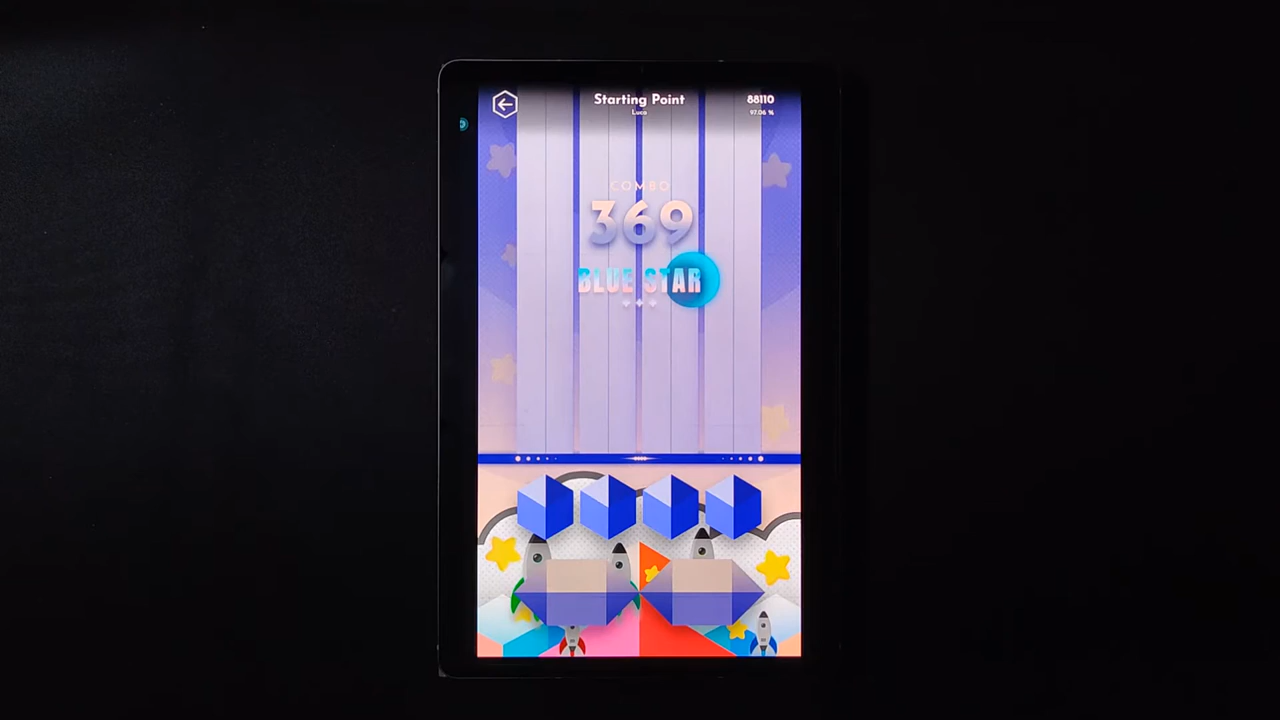 Starting Point
88110
Luca
97.06 %
COMBO
369
BLUE STAR